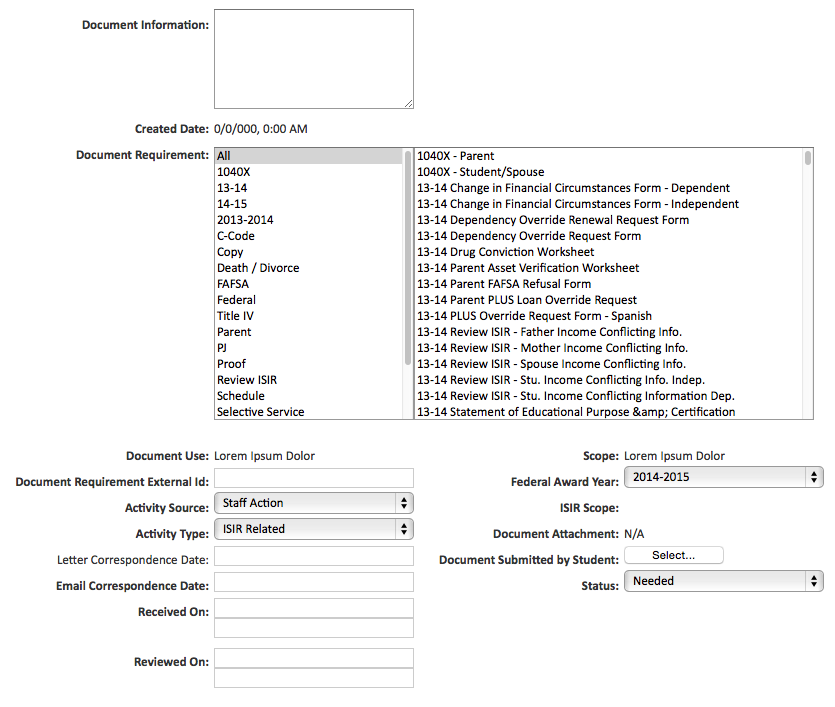 Document Information:
Created Date: 0/0/000, 0:00 AM
Document Requirement:
All
1040X
13-14
14-15
2013-2014
C-Code
Copy
Death / Divorce
FAFSA
Federal
Title IV
Parent
PJ
Proof
Review ISIR
Schedule
Selective Service
1040X - Parent
1040X - Student/Spouse
13-14 Change in Financial Circumstances Form - Dependent
13-14 Change in Financial Circumstances Form - Independent
13-14 Dependency Override Renewal Request Form
13-14 Dependency Override Request Form
13-14 Drug Conviction Worksheet
13-14 Parent Asset Verification Worksheet
13-14 Parent FAFSA Refusal Form
13-14 Parent PLUS Loan Override Request
13-14 PLUS Override Request Form - Spanish
13-14 Review ISIR - Father Income Conflicting Info.
13-14 Review ISIR - Mother Income Conflicting Info.
13-14 Review ISIR - Spouse Income Conflicting Info.
13-14 Review ISIR - Stu. Income Conflicting Info. Indep.
13-14 Review ISIR - Stu. Income Conflicting Information Dep.
13-14 Statement of Educational Purpose &amp; Certification
Document Use: Lorem Ipsum Dolor
Document Requirement External Id:
Activity Source: Staff Action
Activity Type: ISIR Related
Letter Correspondence Date:
Email Correspondence Date:
Received On:
Reviewed On:
Scope: Lorem Ipsum Dolor
Federal Award Year: 2014-2015
ISIR Scope:
Document Attachment: N/A
Document Submitted by Student: Select...
Status: Needed